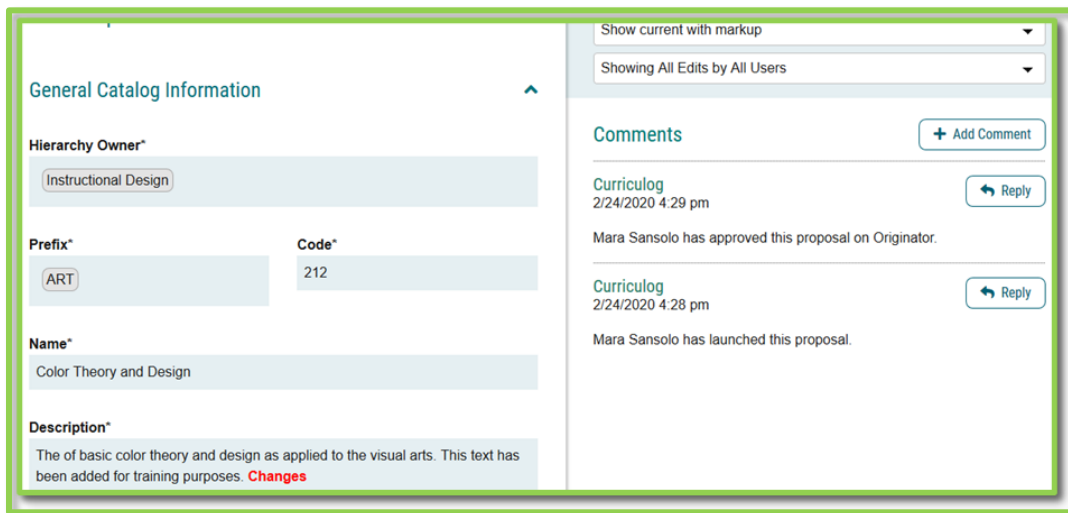 General Catalog Information
Hierarchy Owner*
Instructional Design
Prefix*
Code*
ART
212
Name*
Color Theory and Design
Description*
The of basic color theory and design as applied to the visual arts. This text has
been added for training purposes. Changes
Show current with markup
Showing All Edits by All Users
Comments
+ Add Comment
Curriculog
Reply
2/24/2020 4:29 pm
Mara Sansolo has approved this proposal on Originator.
Curriculog
Reply
2/24/2020 4:28 pm
Mara Sansolo has launched this proposal.